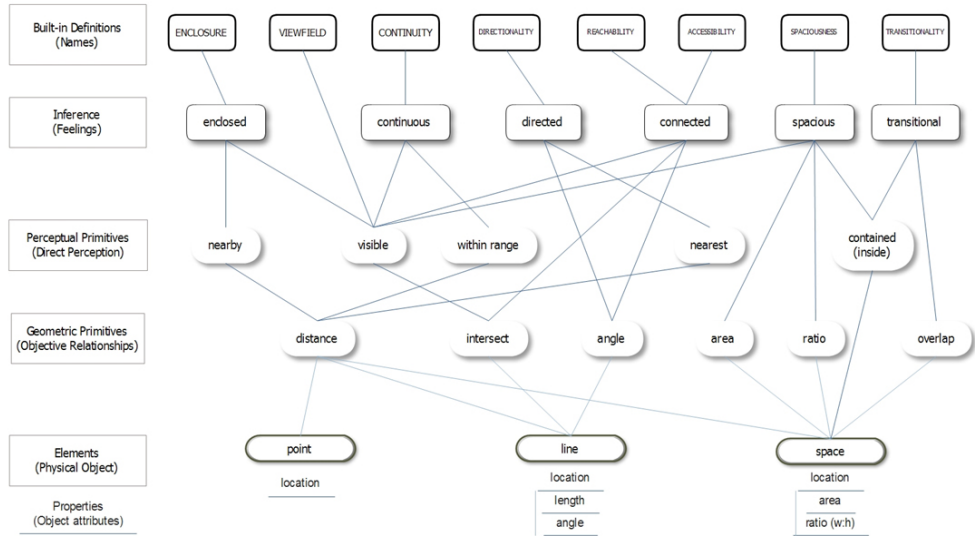 Built-in Definitions
(Names)
ENCLOSURE
VIEWFIELD
CONTINUITY
DIRECTIONALITY
REACHABILITY
ACCESSIBILITY
SPACIOUSNESS
TRANSITIONALITY
Inference
(Feelings)
enclosed
continuous
directed
connected
spacious
transitional
Perceptual Primitives
(Direct Perception)
nearby
visible
within range
nearest
contained
(inside)
Geometric Primitives
(Objective Relationships)
distance
intersect
angle
area
ratio
overlap
Elements
(Physical Object)
point
line
space
Properties
(Object attributes)
location
location
length
angle
location
area
ratio (w:h)